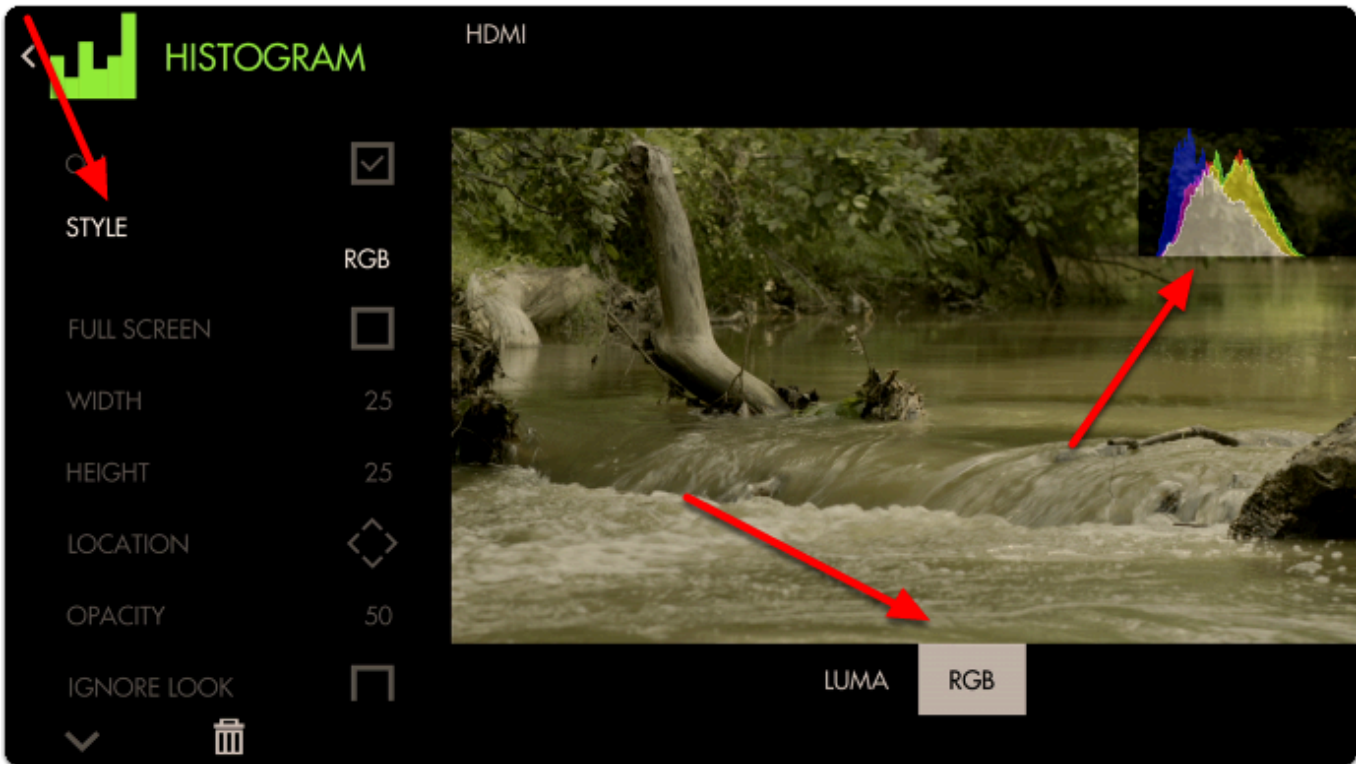 HISTOGRAM
HDMI
STYLE
RGB
FULL SCREEN
WIDTH 25
HEIGHT 25
LOCATION
OPACITY 50
IGNORE LOOK
LUMA RGB